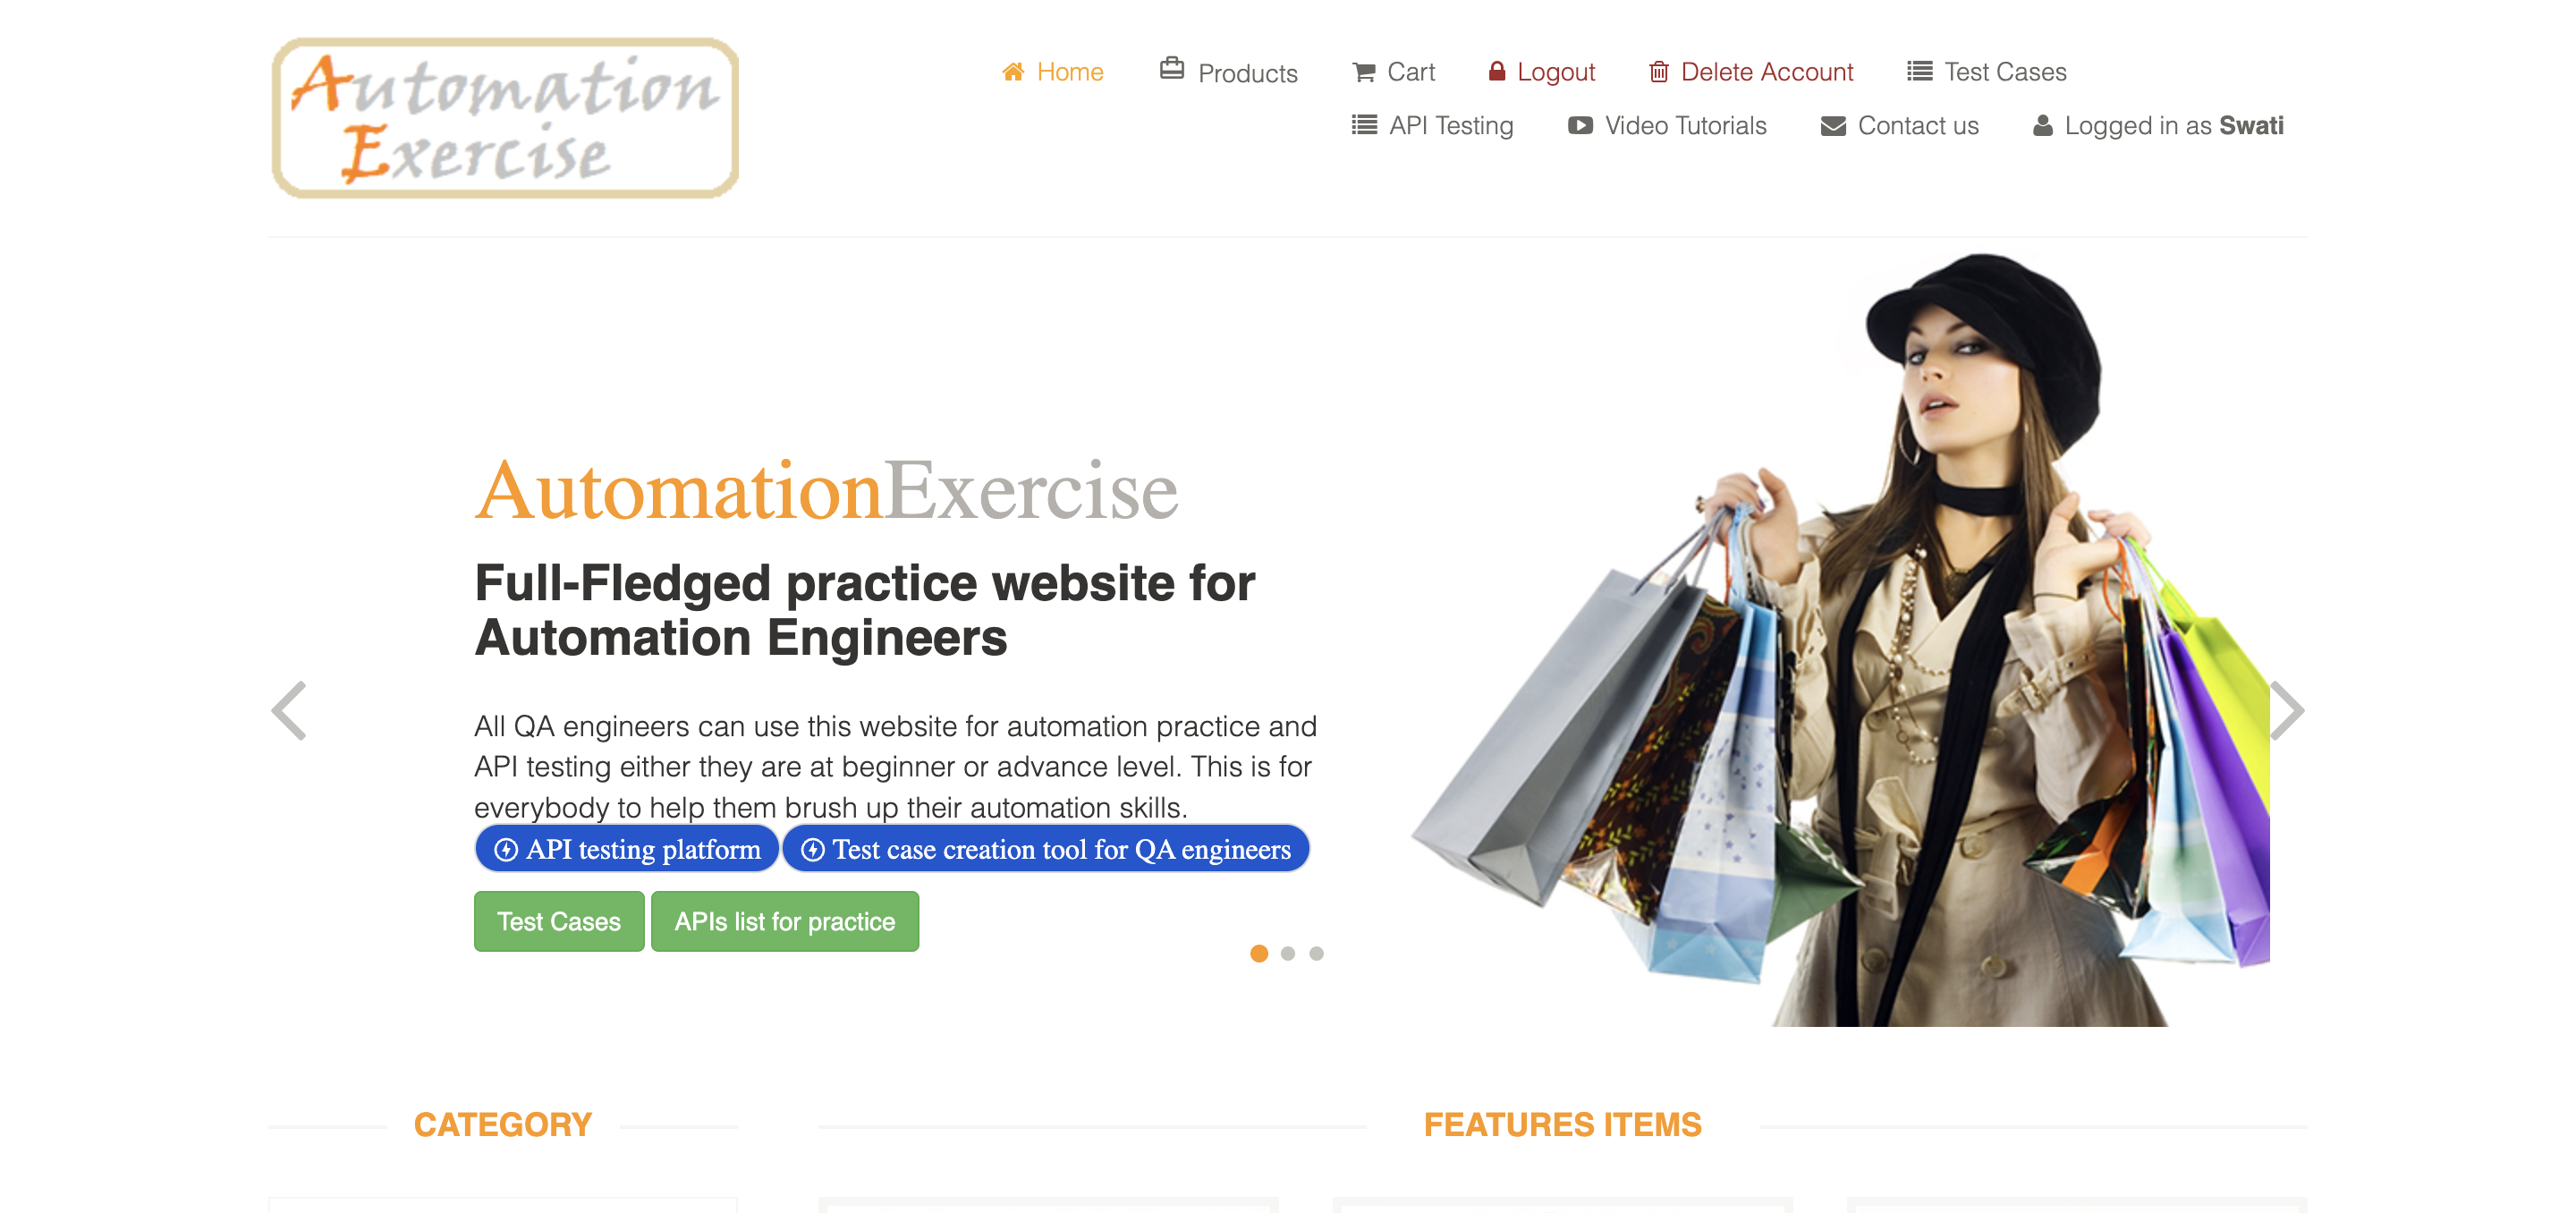 Automation
Exercise
Home Products Cart Logout Delete Account Test Cases
API Testing Video Tutorials Contact us Logged in as Swati
AutomationExercise
Full-Fledged practice website for
Automation Engineers
All QA engineers can use this website for automation practice and
API testing either they are at beginner or advance level. This is for
everybody to help them brush up their automation skills.
API testing platform Test case creation tool for QA engineers
Test Cases APIs list for practice
CATEGORY FEATURES ITEMS